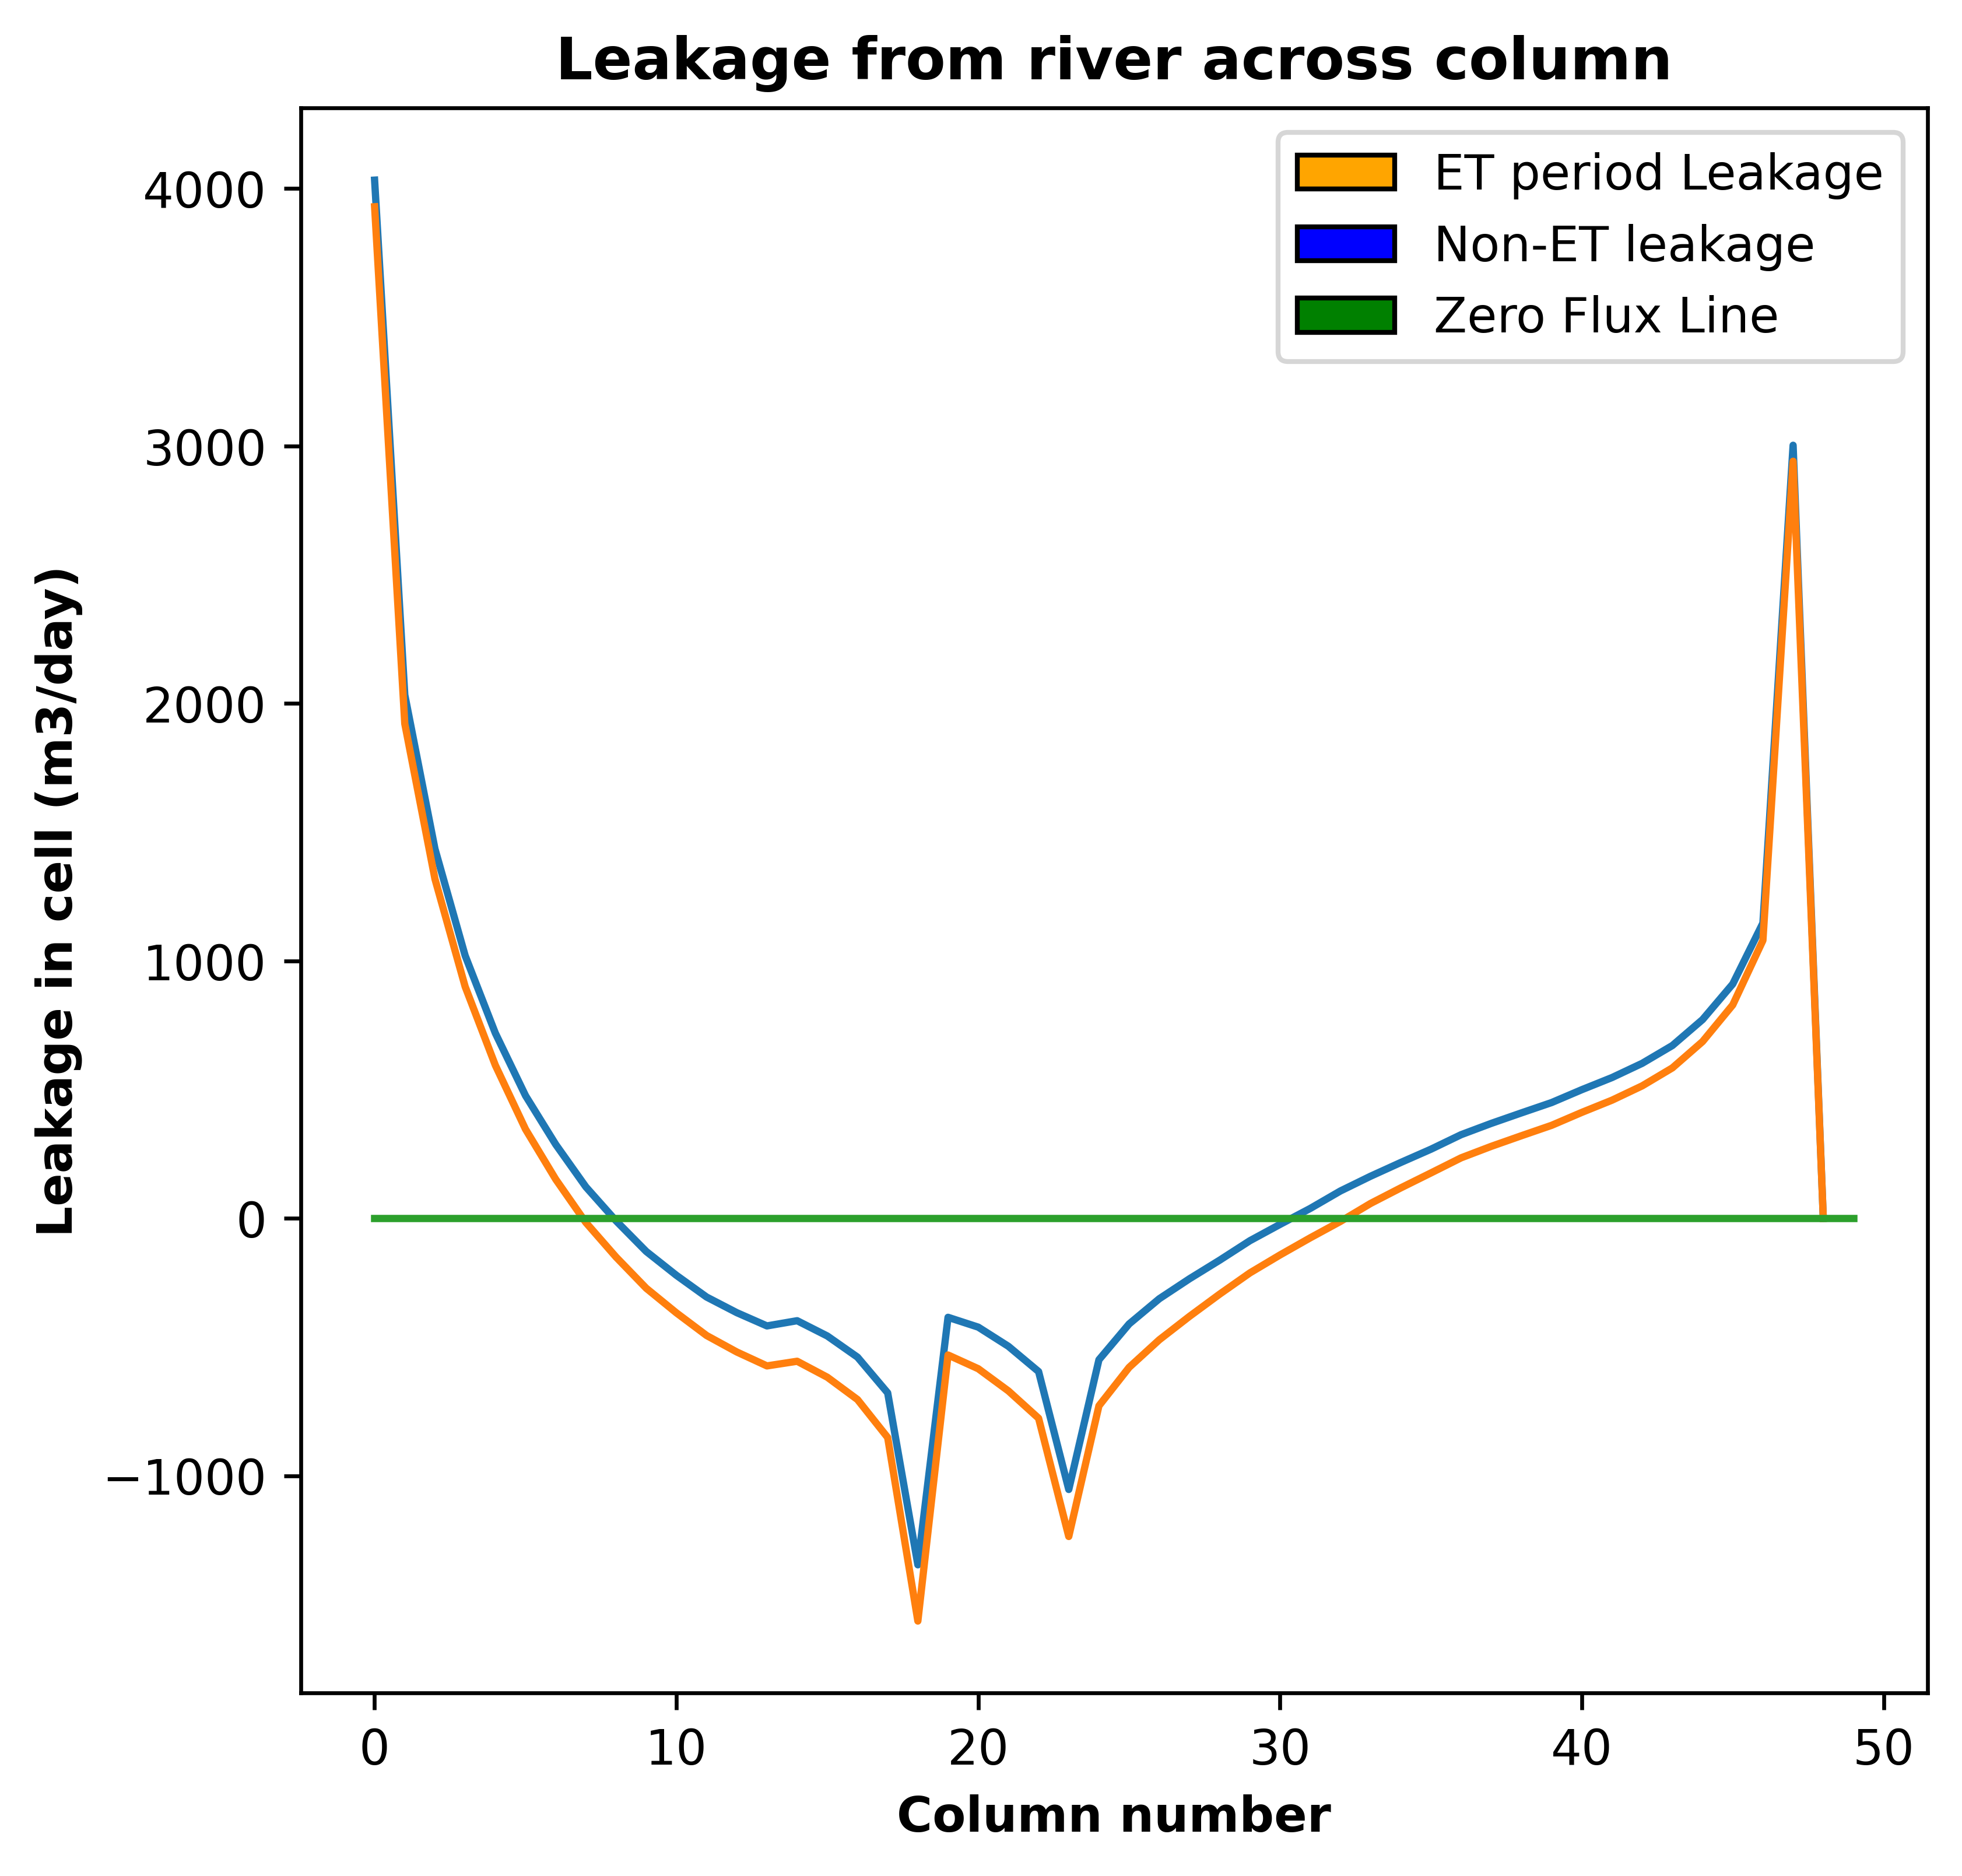 Leakage from river across column
ET period Leakage
Non-ET leakage
Zero Flux Line
4000
3000
2000
1000
0
−1000
Leakage in cell (m3/day)
0 10 20 30 40 50
Column number